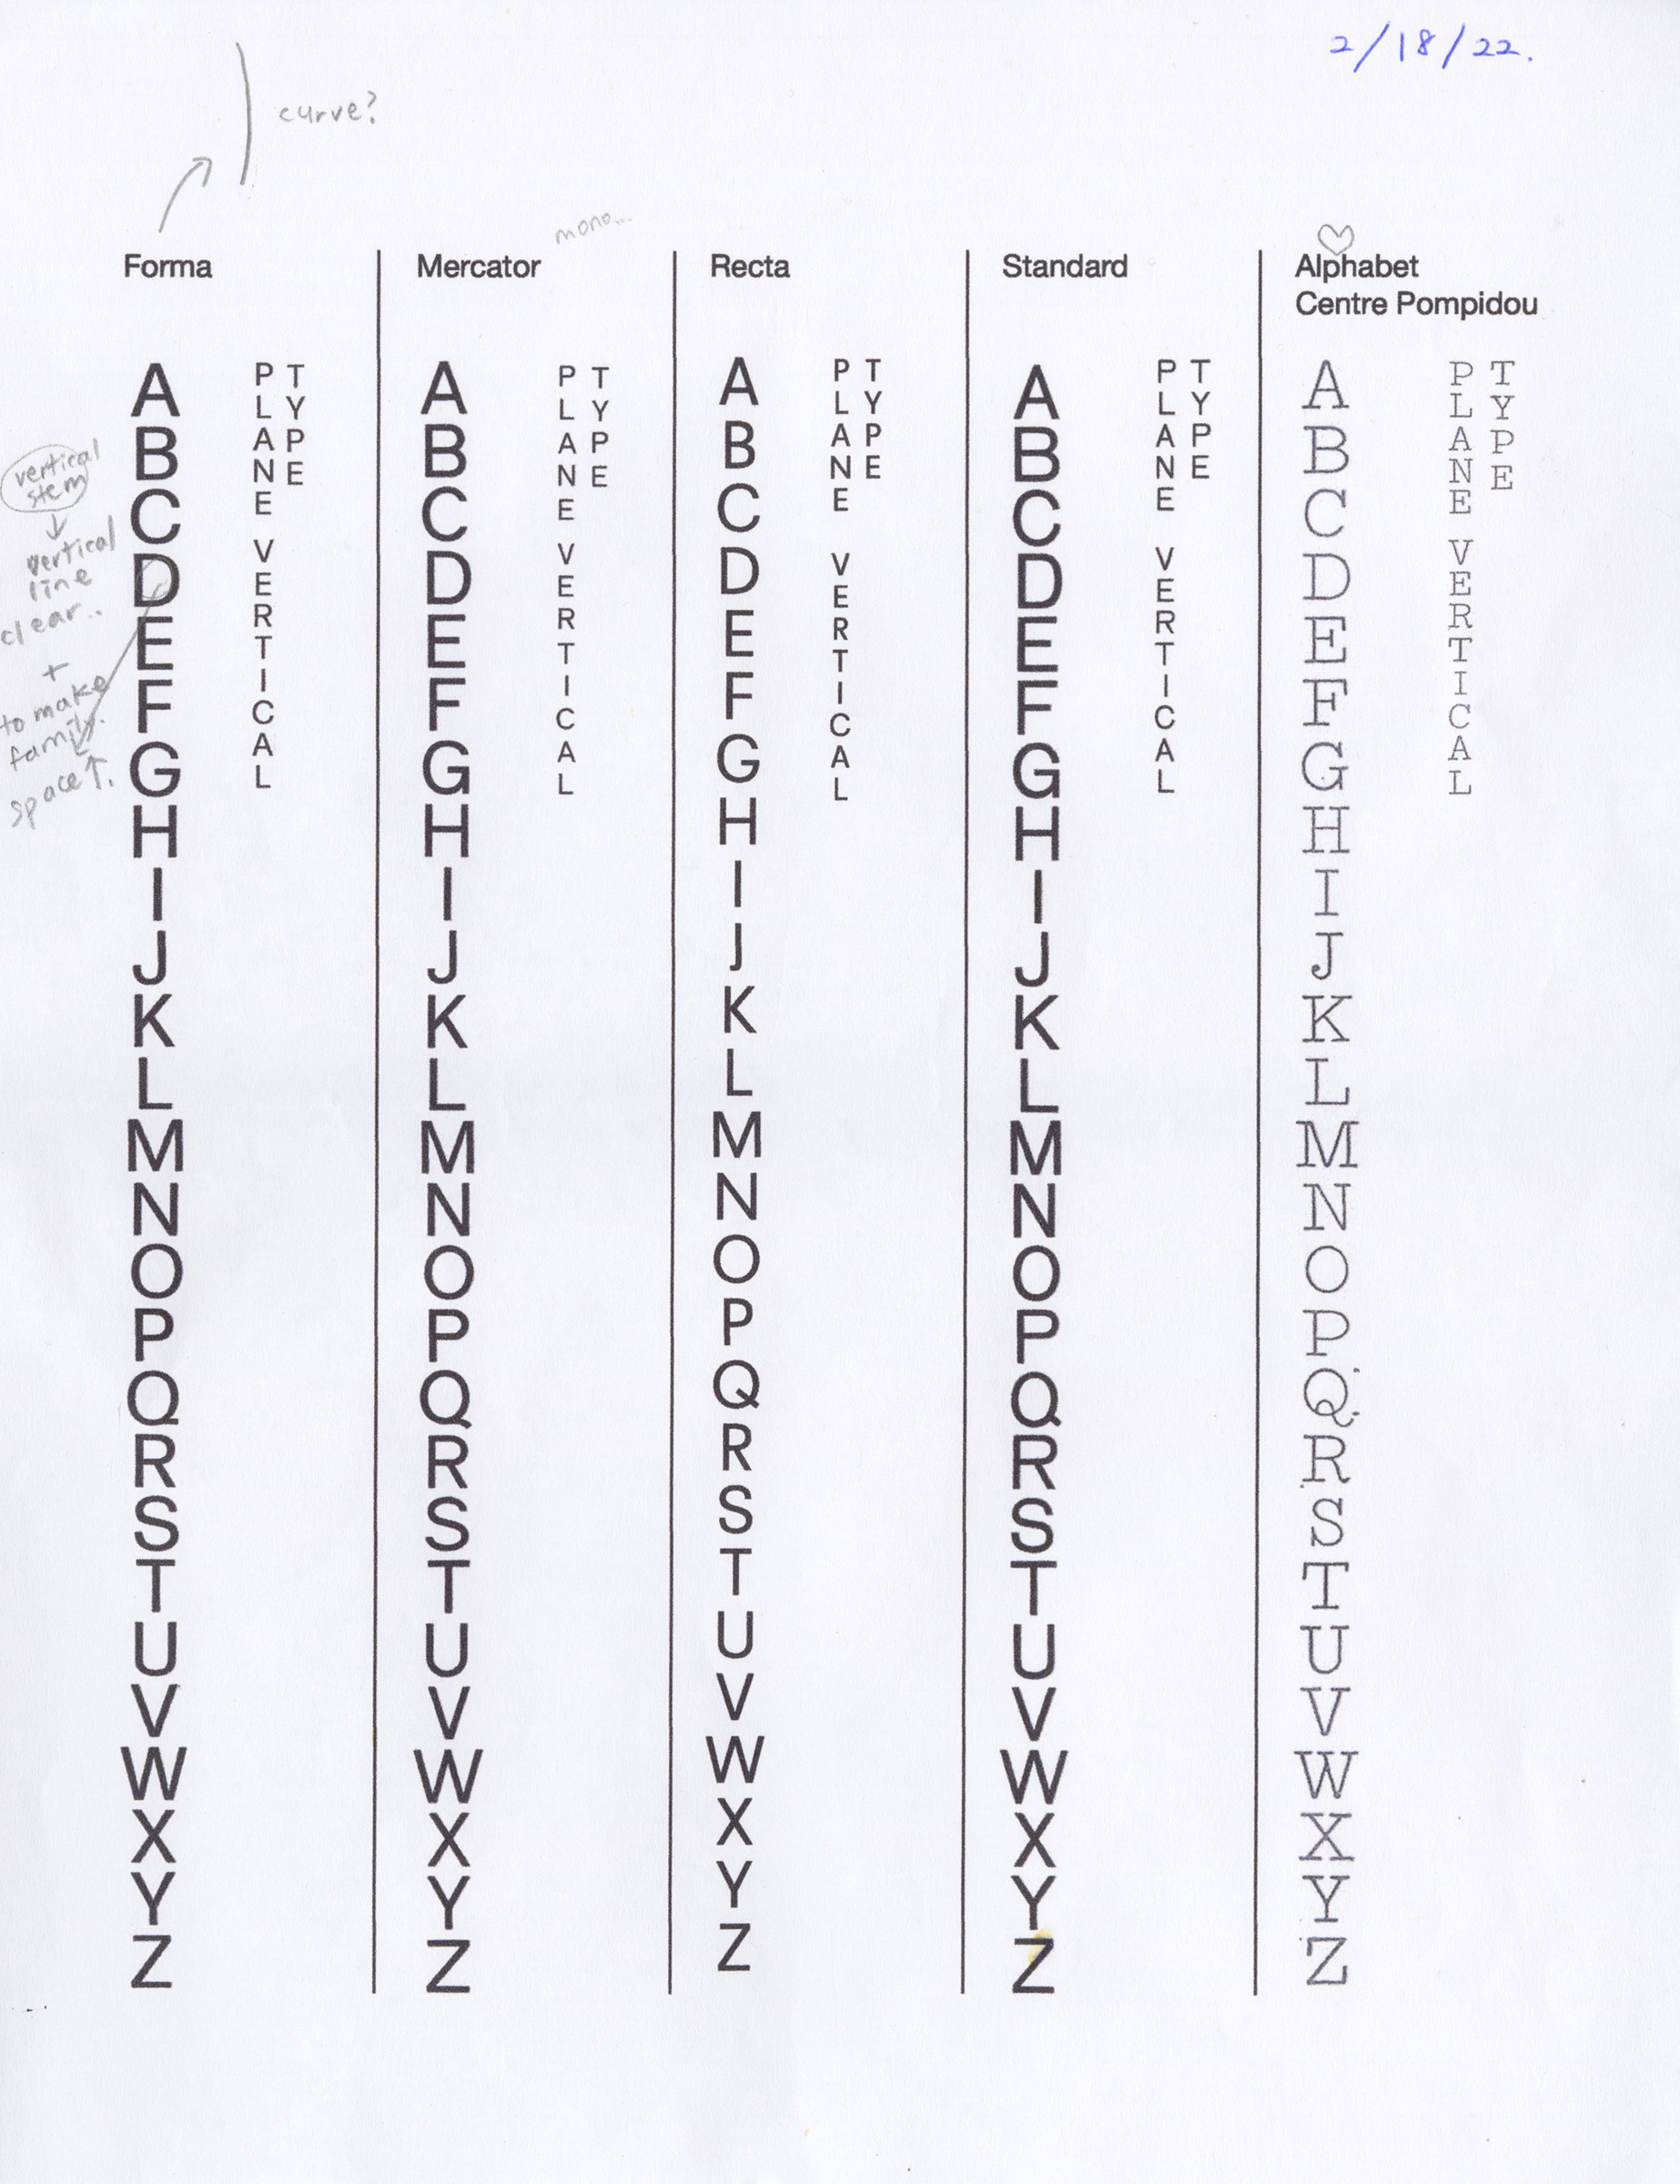 2/18/22.
curve?
mono...
Forma
A
B
C
D
E
F
G
H
I
J
K
L
M
N
O
P
Q
R
S
T
U
V
W
X
Y
Z
PLANE VERTICAL
TYPE
vertical
stem
vertical
line
clear..
+
to make
family.
space↑.
Mercator
A
B
C
D
E
F
G
H
I
J
K
L
M
N
O
P
Q
R
S
T
U
V
W
X
Y
Z
PLANE VERTICAL
TYPE
Recta
A
B
C
D
E
F
G
H
I
J
K
L
M
N
O
P
Q
R
S
T
U
V
W
X
Y
Z
PLANE VERTICAL
TYPE
Standard
A
B
C
D
E
F
G
H
I
J
K
L
M
N
O
P
Q
R
S
T
U
V
W
X
Y
Z
PLANE VERTICAL
TYPE
Alphabet
Centre Pompidou
A
B
C
D
E
F
G
H
I
J
K
L
M
N
O
P
Q
R
S
T
U
V
W
X
Y
Z
PLANE VERTICAL
TYPE